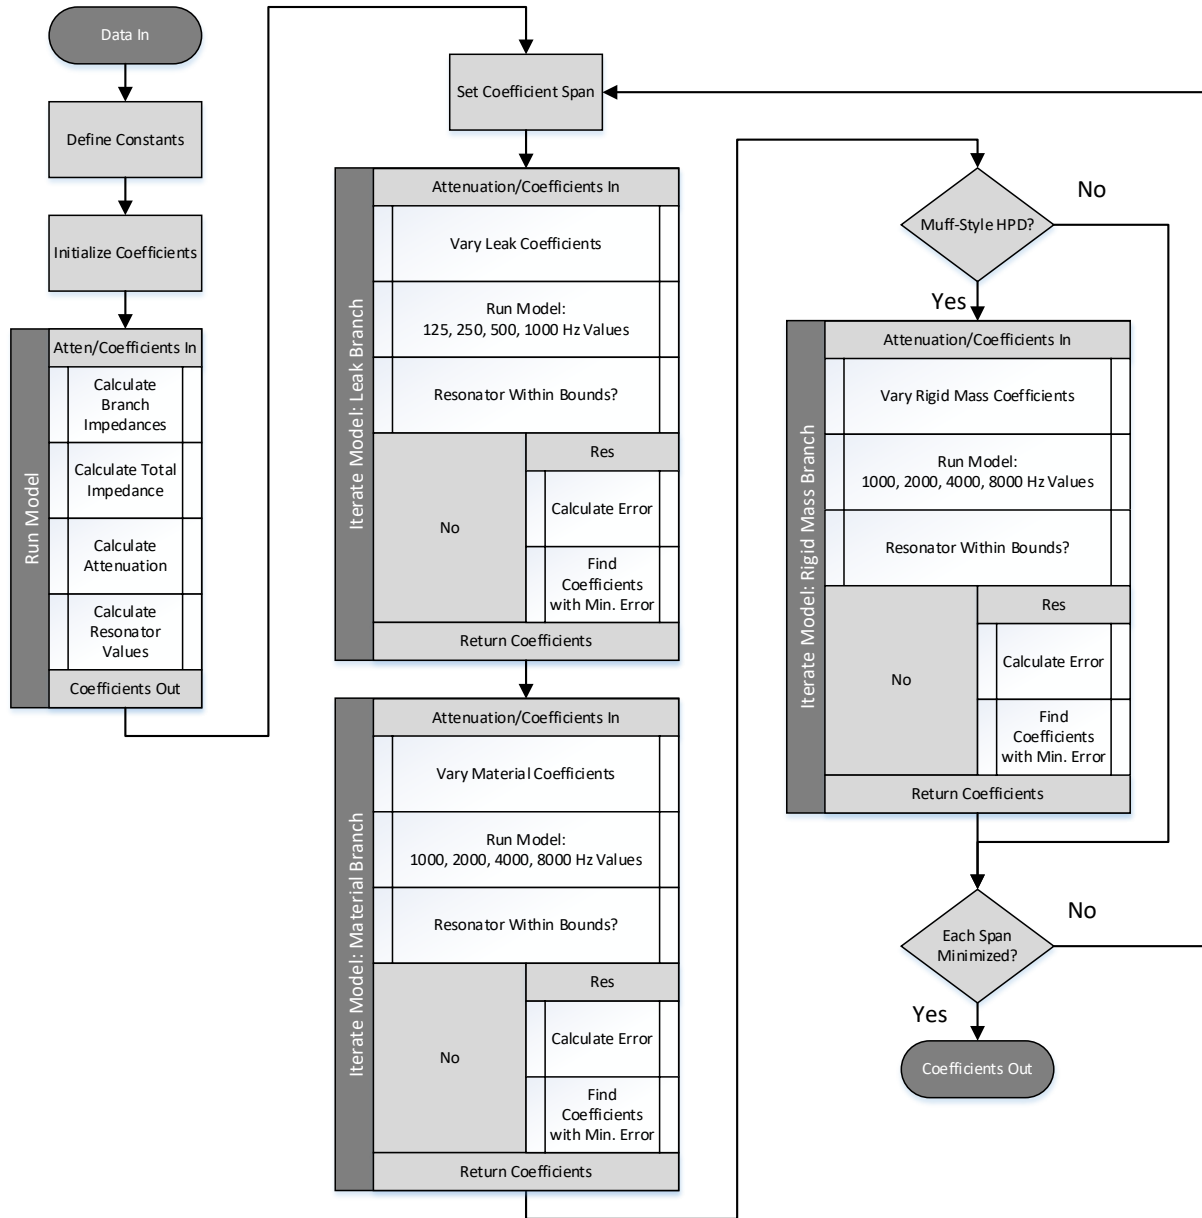 Data In
Define Constants
Initialize Coefficients
Run Model
Atten/Coefficients In
Calculate
Branch
Impedances
Calculate Total
Impedance
Calculate
Attenuation
Calculate
Resonator
Values
Coefficients Out
Set Coefficient Span
Iterate Model: Leak Branch
Attenuation/Coefficients In
Vary Leak Coefficients
Run Model:
125, 250, 500, 1000 Hz Values
Resonator Within Bounds?
No
Res
Calculate Error
Find
Coefficients
with Min. Error
Return Coefficients
Iterate Model: Material Branch
Attenuation/Coefficients In
Vary Material Coefficients
Run Model:
1000, 2000, 4000, 8000 Hz Values
Resonator Within Bounds?
No
Res
Calculate Error
Find
Coefficients
with Min. Error
Return Coefficients
Muff-Style HPD?
No
Yes
Iterate Model: Rigid Mass Branch
Attenuation/Coefficients In
Vary Rigid Mass Coefficients
Run Model:
1000, 2000, 4000, 8000 Hz Values
Resonator Within Bounds?
No
Res
Calculate Error
Find
Coefficients
with Min. Error
Return Coefficients
Each Span
Minimized?
No
Yes
Coefficients Out